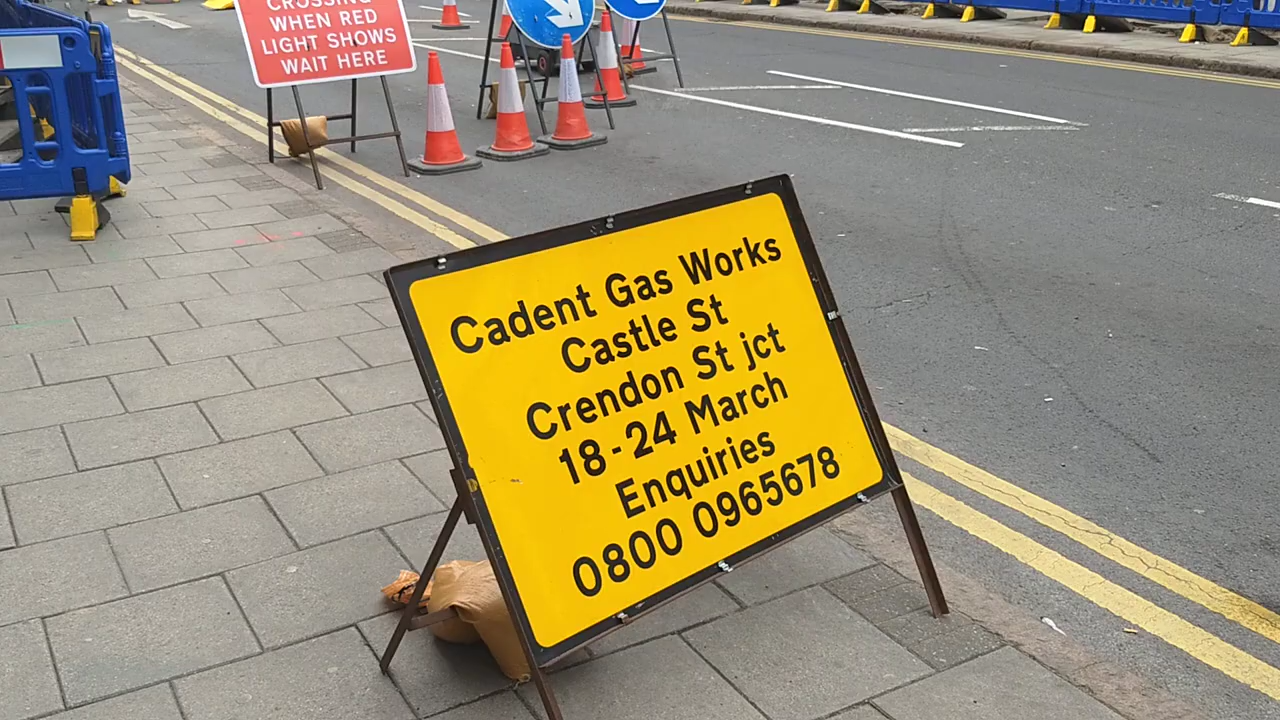 CROSSING
WHEN RED
LIGHT SHOWS
WAIT HERE
Cadent Gas Works
Castle St
Crendon St jct
18-24 March
Enquiries
0800 0965678